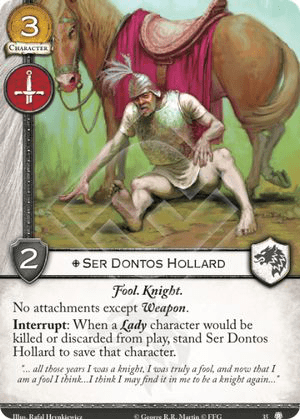 3
CHARACTER
2
SER DONTOS HOLLARD
Fool. Knight.
No attachments except Weapon.
Interrupt: When a Lady character would be
killed or discarded from play, stand Ser Dontos
Hollard to save that character.
"... all those years I was a knight, I was truly a fool, and now that I
am a fool I think...I think I may find it in me to be a knight again..."
Illus. Rafał Hrynkiewicz © George R.R. Martin © FFG 15